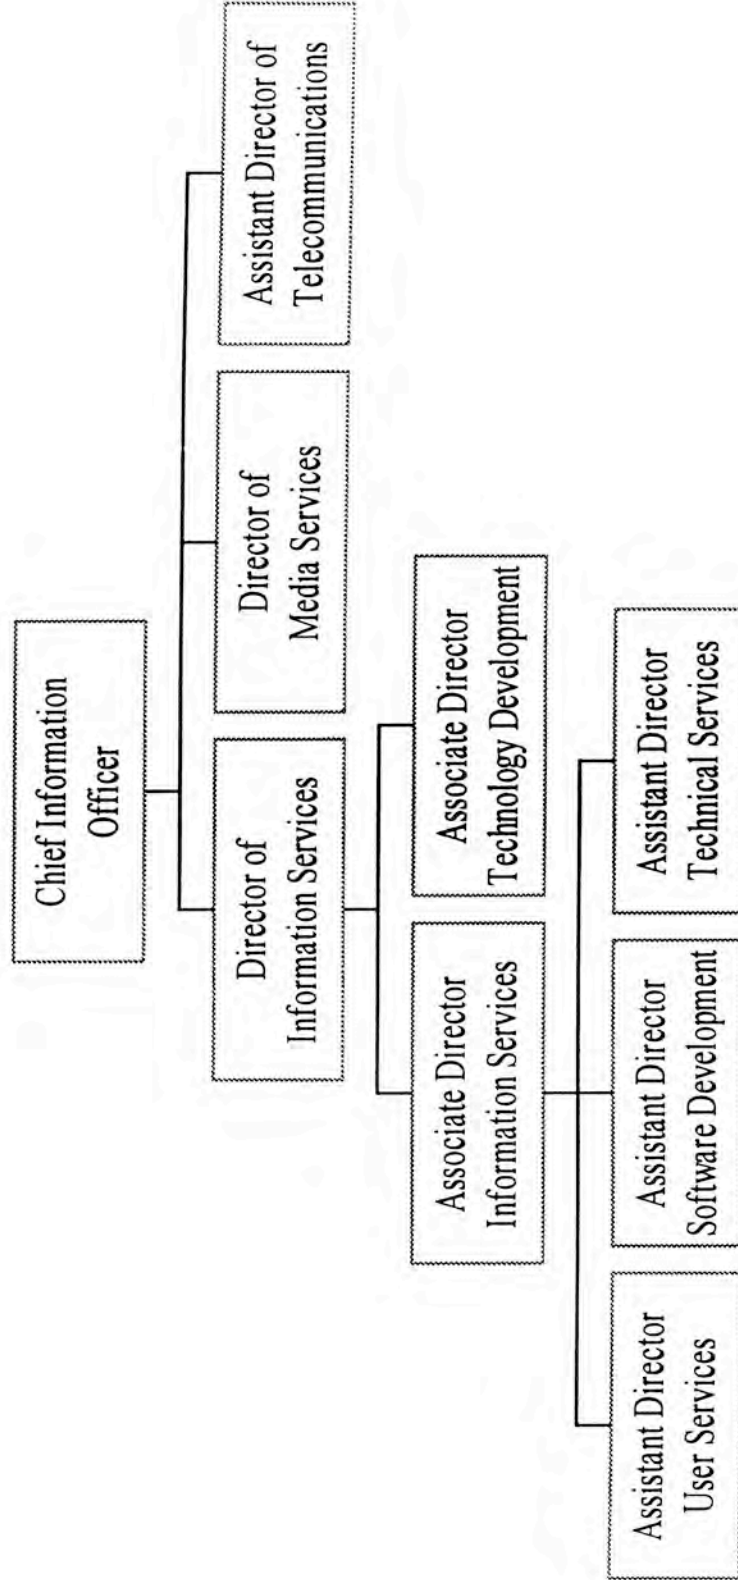 Chief Information
Officer
Director of
Information Services
Director of
Media Services
Assistant Director of
Telecommunications
Associate Director
Information Services
Associate Director
Technology Development
Assistant Director
User Services
Assistant Director
Software Development
Assistant Director
Technical Services